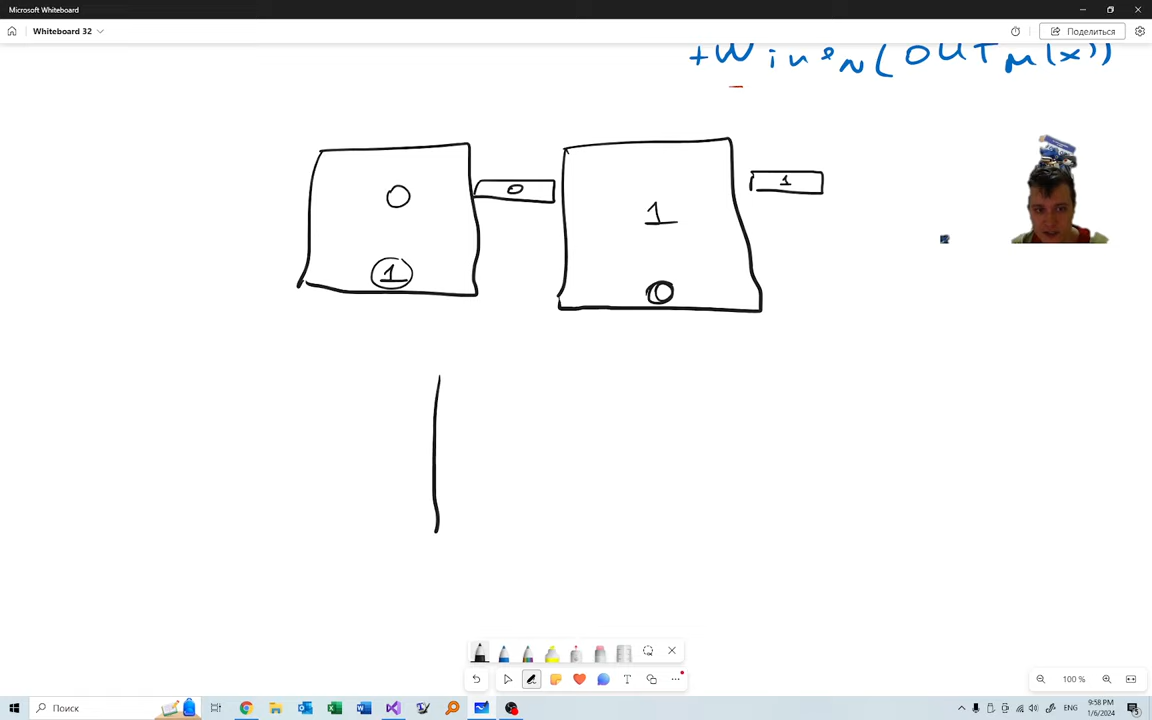 Microsoft Whiteboard
Whiteboard 32
Поделиться
+W
0
0
1
1
1
0
100 %
Поиск
ENG
9:58 PM
1/6/2024
5